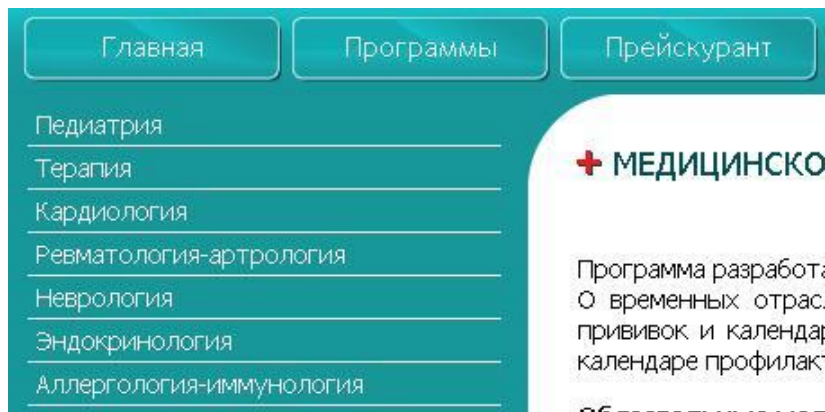 Главная Программы Прейскурант
Педиатрия
Терапия
Кардиология
Ревматология-артрология
Неврология
Эндокринология
Аллергология-иммунология
МЕДИЦИНСКО
Программа разработа
О временных отрас
прививок и календар
календаре профилакт